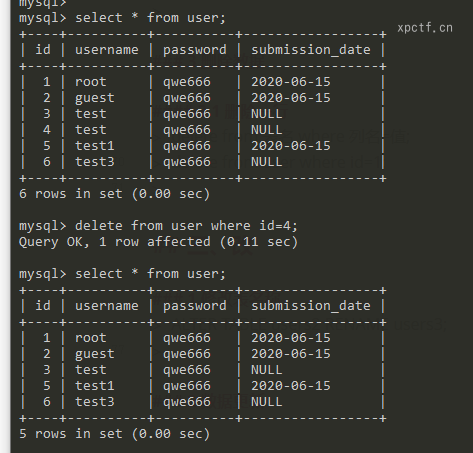 mysql>
mysql> select * from user;
+----+----------+----------+-----------------+
| id | username | password | submission_date |
+----+----------+----------+-----------------+
|  1 | root     | qwe666   | 2020-06-15      |
|  2 | guest    | qwe666   | 2020-06-15      |
|  3 | test     | qwe666   | NULL            |
|  4 | test     | qwe666   | NULL            |
|  5 | test1    | qwe666   | 2020-06-15      |
|  6 | test3    | qwe666   | NULL            |
+----+----------+----------+-----------------+
6 rows in set (0.00 sec)
mysql> delete from user where id=4;
Query OK, 1 row affected (0.11 sec)
mysql> select * from user;
+----+----------+----------+-----------------+
| id | username | password | submission_date |
+----+----------+----------+-----------------+
|  1 | root     | qwe666   | 2020-06-15      |
|  2 | guest    | qwe666   | 2020-06-15      |
|  3 | test     | qwe666   | NULL            |
|  5 | test1    | qwe666   | 2020-06-15      |
|  6 | test3    | qwe666   | NULL            |
+----+----------+----------+-----------------+
5 rows in set (0.00 sec)
xpctf.cn